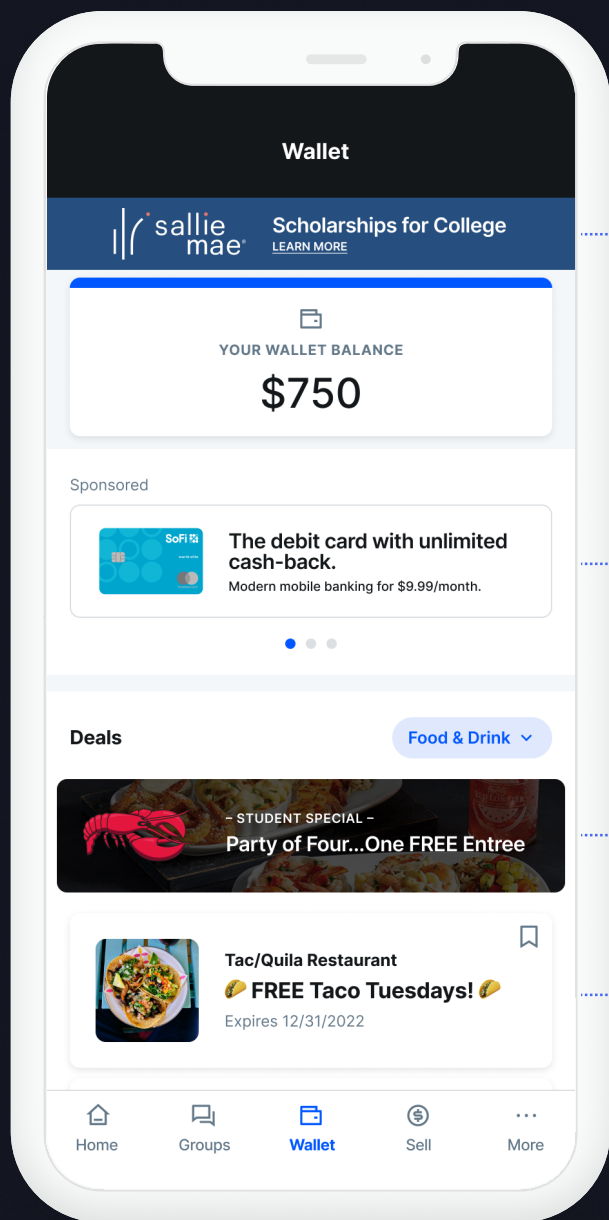 Wallet
sallie
mae®
Scholarships for College
LEARN MORE
YOUR WALLET BALANCE
$750
Sponsored
SoFi
The debit card with unlimited
cash-back.
Modern mobile banking for $9.99/month.
Deals
Food & Drink
– STUDENT SPECIAL –
Party of Four...One FREE Entree
Tac/Quila Restaurant
🌮 FREE Taco Tuesdays! 🌮
Expires 12/31/2022
Home
Groups
Wallet
Sell
More